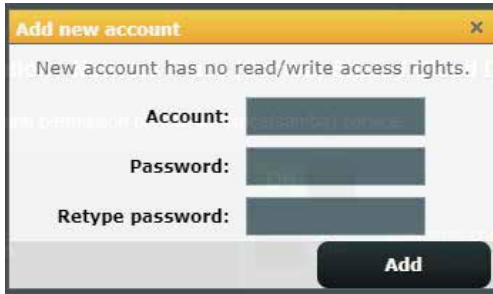 Add new account ×
New account has no read/write access rights.
Account:
Password:
Retype password:
Add